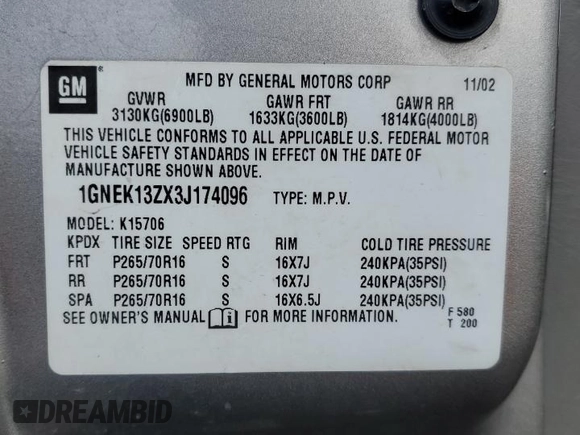 GM ® MFD BY GENERAL MOTORS CORP 11/02
GVWR GAWR FRT GAWR RR
3130KG(6900LB) 1633KG(3600LB) 1814KG(4000LB)
THIS VEHICLE CONFORMS TO ALL APPLICABLE U.S. FEDERAL MOTOR
VEHICLE SAFETY STANDARDS IN EFFECT ON THE DATE OF
MANUFACTURE SHOWN ABOVE.
1GNEK13ZX3J174096 TYPE: M.P.V.
MODEL: K15706
KPDX TIRE SIZE SPEED RTG RIM COLD TIRE PRESSURE
FRT P265/70R16 S 16X7J 240KPA(35PSI)
RR P265/70R16 S 16X7J 240KPA(35PSI)
SPA P265/70R16 S 16X6.5J 240KPA(35PSI)
SEE OWNER'S MANUAL i FOR MORE INFORMATION. F 580
T 200
DREAMBID